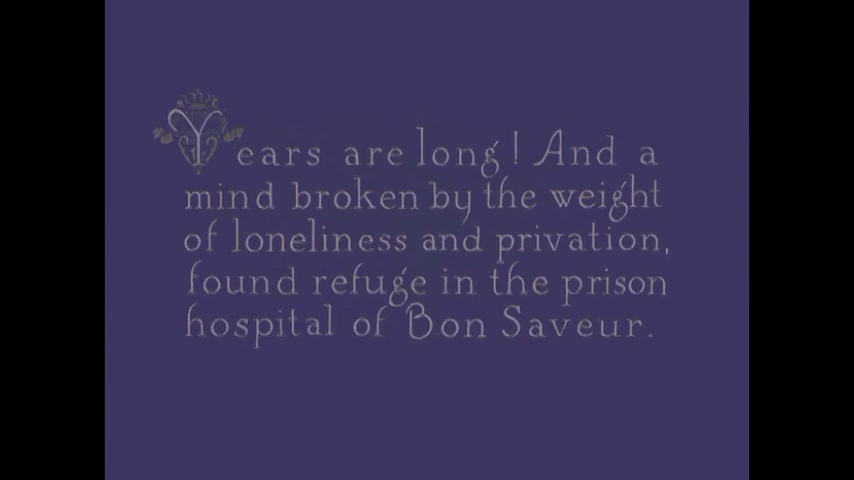 Years are long! And a
mind broken by the weight
of loneliness and privation,
found refuge in the prison
hospital of Bon Saveur.